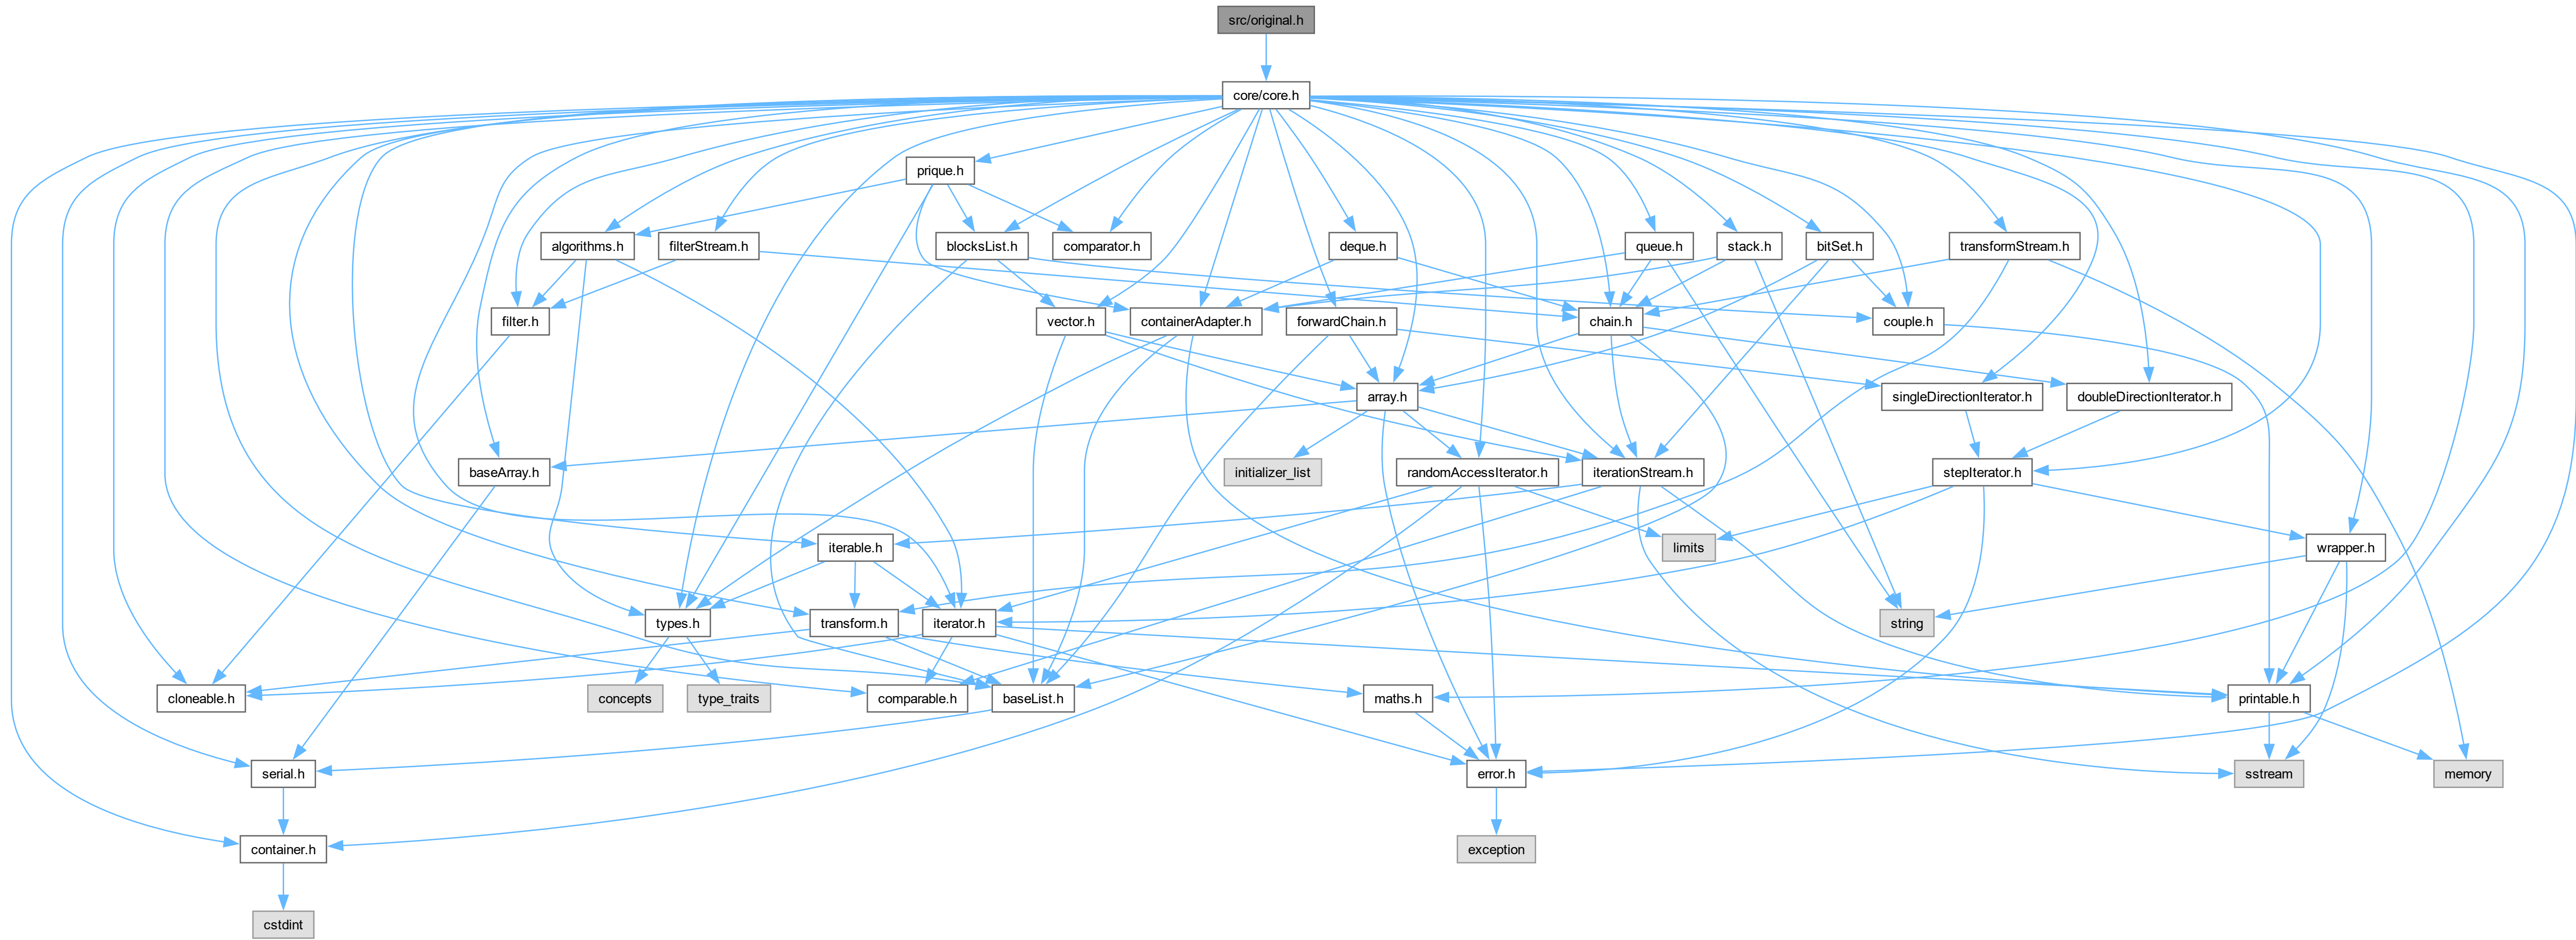 src/original.h
core/core.h
prique.h
algorithms.h
filterStream.h
blocksList.h
comparator.h
deque.h
queue.h
stack.h
bitSet.h
transformStream.h
filter.h
vector.h
containerAdapter.h
forwardChain.h
chain.h
couple.h
array.h
singleDirectionIterator.h
doubleDirectionIterator.h
baseArray.h
initializer_list
randomAccessIterator.h
iterationStream.h
stepIterator.h
iterable.h
limits
wrapper.h
types.h
transform.h
iterator.h
string
cloneable.h
concepts
type_traits
comparable.h
baseList.h
maths.h
printable.h
serial.h
error.h
sstream
memory
container.h
exception
cstdint